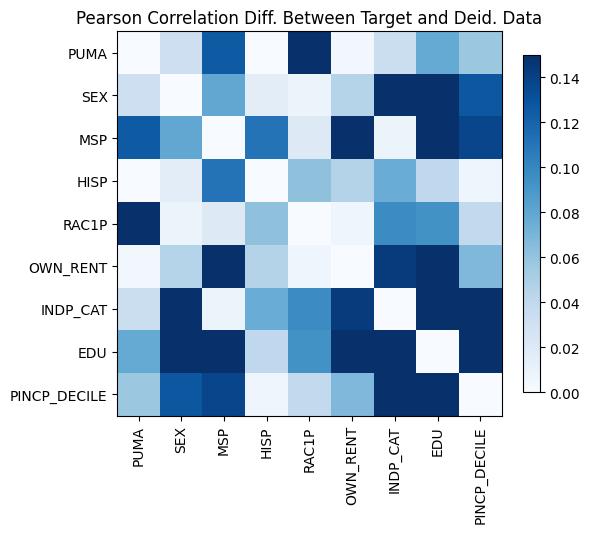 Pearson Correlation Diff. Between Target and Deid. Data
PUMA
SEX
MSP
HISP
RAC1P
OWN_RENT
INDP_CAT
EDU
PINCP_DECILE
PUMA
SEX
MSP
HISP
RAC1P
OWN_RENT
INDP_CAT
EDU
PINCP_DECILE
0.14
0.12
0.10
0.08
0.06
0.04
0.02
0.00